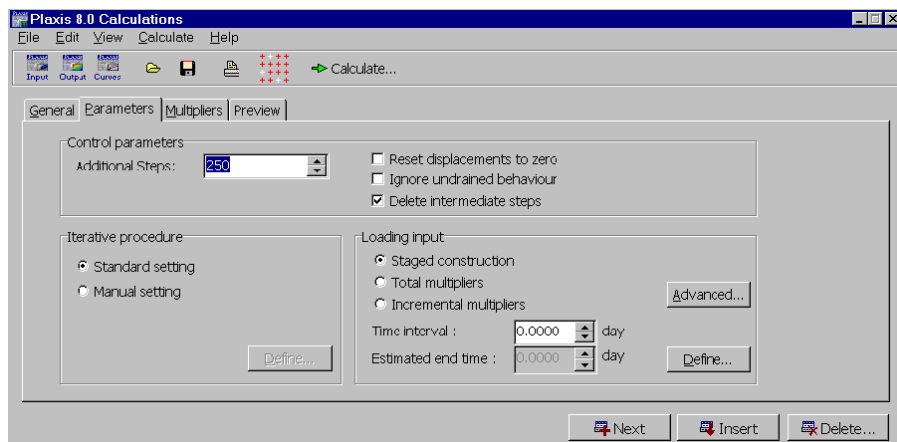 Plaxis 8.0 Calculations
File Edit View Calculate Help
Input Output Curves Calculate...
General Parameters Multipliers Preview
Control parameters
Additional Steps: 250
Reset displacements to zero
Ignore undrained behaviour
Delete intermediate steps
Iterative procedure
Standard setting
Manual setting
Define...
Loading input
Staged construction
Total multipliers
Incremental multipliers
Advanced...
Time interval : 0.0000 day
Estimated end time : 0.0000 day
Define...
Next Insert Delete...